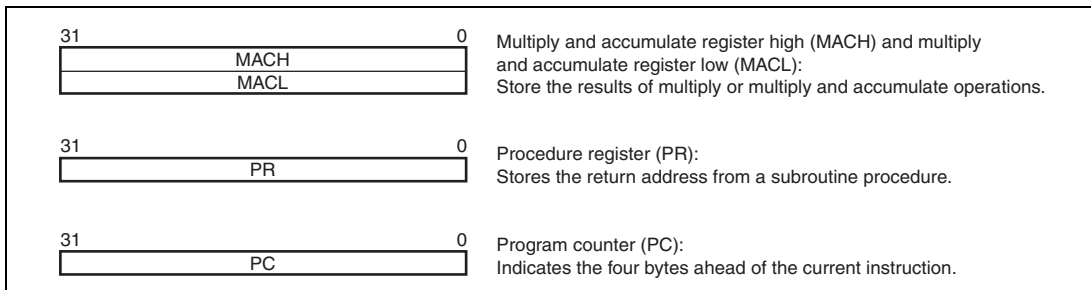 31 0
MACH
MACL
Multiply and accumulate register high (MACH) and multiply
and accumulate register low (MACL):
Store the results of multiply or multiply and accumulate operations.
31 0
PR
Procedure register (PR):
Stores the return address from a subroutine procedure.
31 0
PC
Program counter (PC):
Indicates the four bytes ahead of the current instruction.